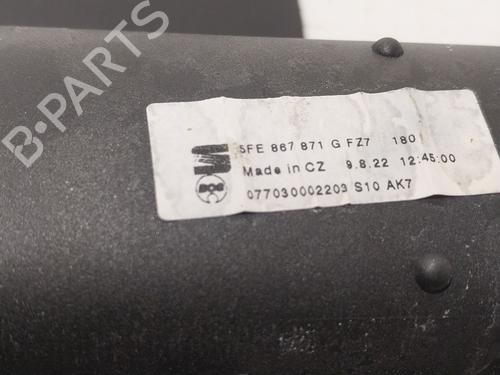 B-PARTS
5FE 867 871 G FZ7 180
Made in CZ 9.8.22 12:45:00
077030002203 S10 AK7